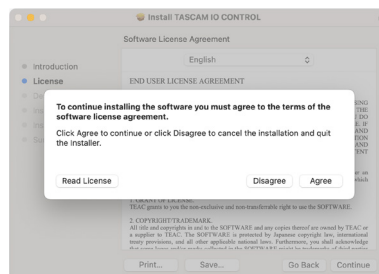 Install TASCAM IO CONTROL
Software License Agreement
Introduction
License
English
END USER LICENSE AGREEMENT
To continue installing the software you must agree to the terms of the
software license agreement.
Click Agree to continue or click Disagree to cancel the installation and quit
the installer.
Read License
Disagree
Agree
1. GRANT OF LICENSE.
TEAC grants to you the non-exclusive and non-transferrable right to use the SOFTWARE.
2. COPYRIGHT/TRADEMARK.
All title and copyrights in and to the SOFTWARE and any copies thereof are owned by TEAC or
a supplier to TEAC. The SOFTWARE is protected by Japanese copyright law, international
treaty provisions, and all other applicable national laws. Furthermore, you shall acknowledge
Print...
Save...
Go Back
Continue